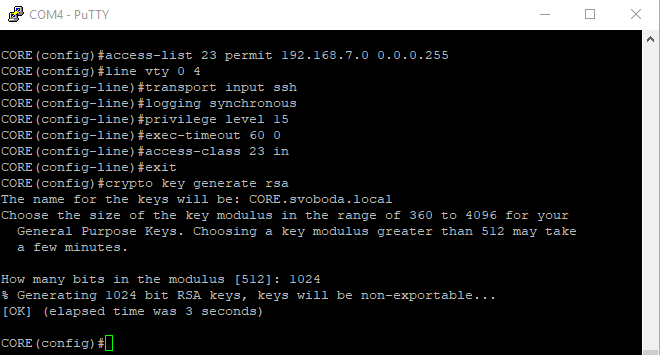 COM4 - PuTTY
CORE(config)#access-list 23 permit 192.168.7.0 0.0.0.255
CORE(config)#line vty 0 4
CORE(config-line)#transport input ssh
CORE(config-line)#logging synchronous
CORE(config-line)#privilege level 15
CORE(config-line)#exec-timeout 60 0
CORE(config-line)#access-class 23 in
CORE(config-line)#exit
CORE(config)#crypto key generate rsa
The name for the keys will be: CORE.svoboda.local
Choose the size of the key modulus in the range of 360 to 4096 for your
  General Purpose Keys. Choosing a key modulus greater than 512 may take
  a few minutes.
How many bits in the modulus [512]: 1024
% Generating 1024 bit RSA keys, keys will be non-exportable...
[OK] (elapsed time was 3 seconds)
CORE(config)#